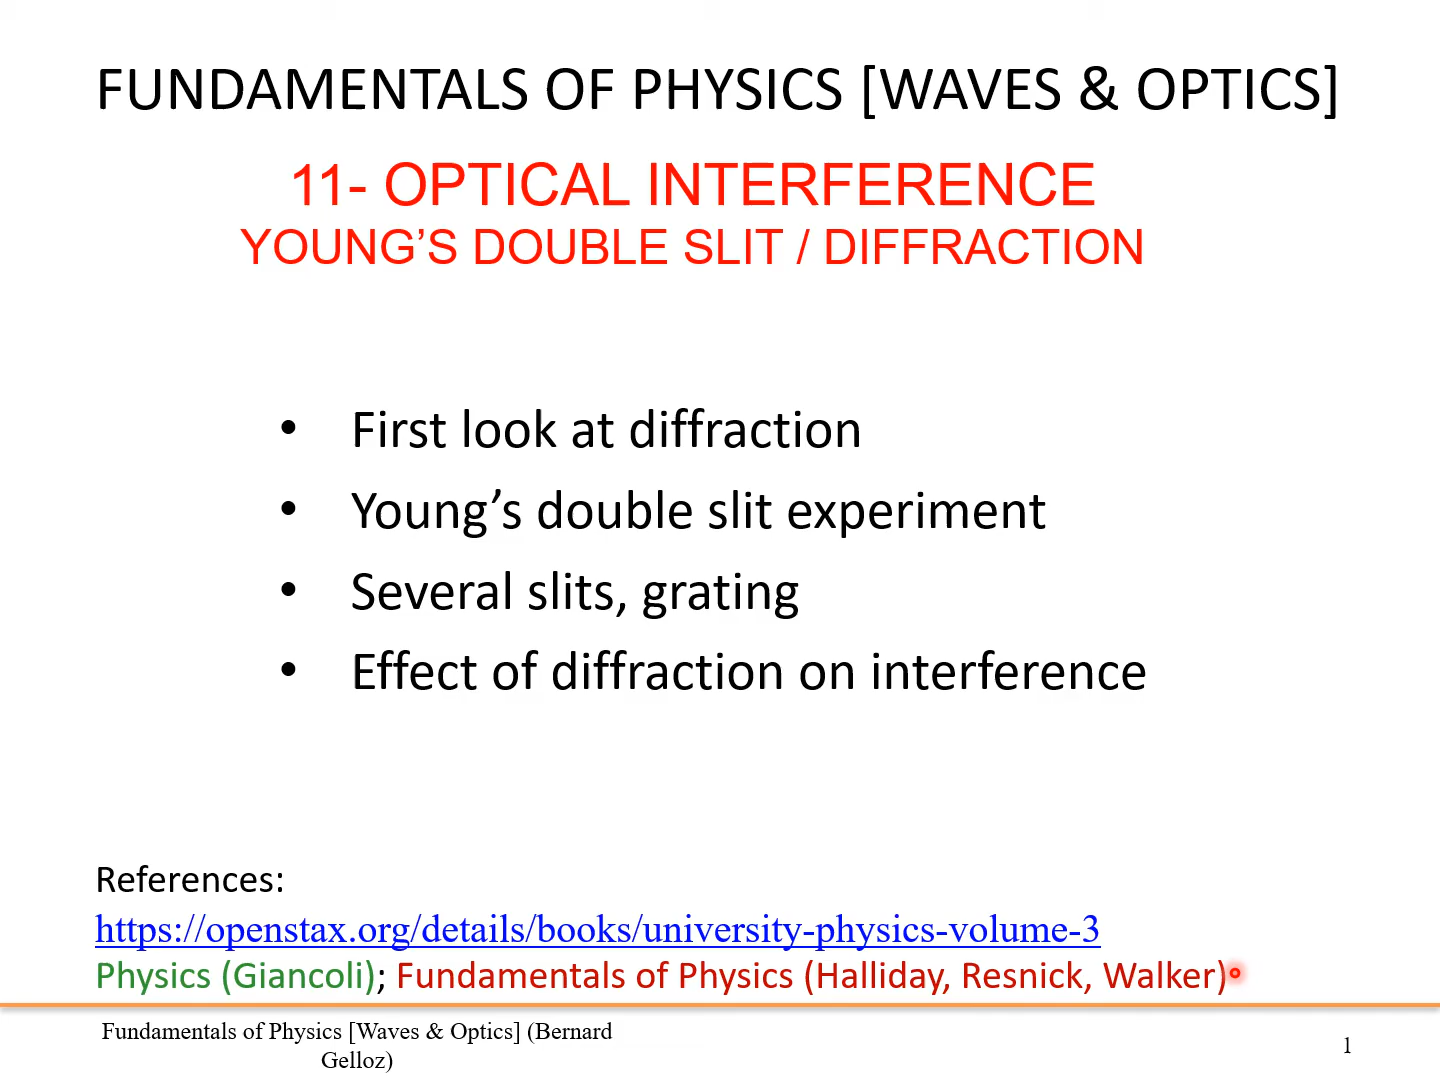 FUNDAMENTALS OF PHYSICS [WAVES & OPTICS]
11- OPTICAL INTERFERENCE
YOUNG’S DOUBLE SLIT / DIFFRACTION
• First look at diffraction
• Young’s double slit experiment
• Several slits, grating
• Effect of diffraction on interference
References:
https://openstax.org/details/books/university-physics-volume-3
Physics (Giancoli); Fundamentals of Physics (Halliday, Resnick, Walker)
Fundamentals of Physics [Waves & Optics] (Bernard
Gelloz)
1